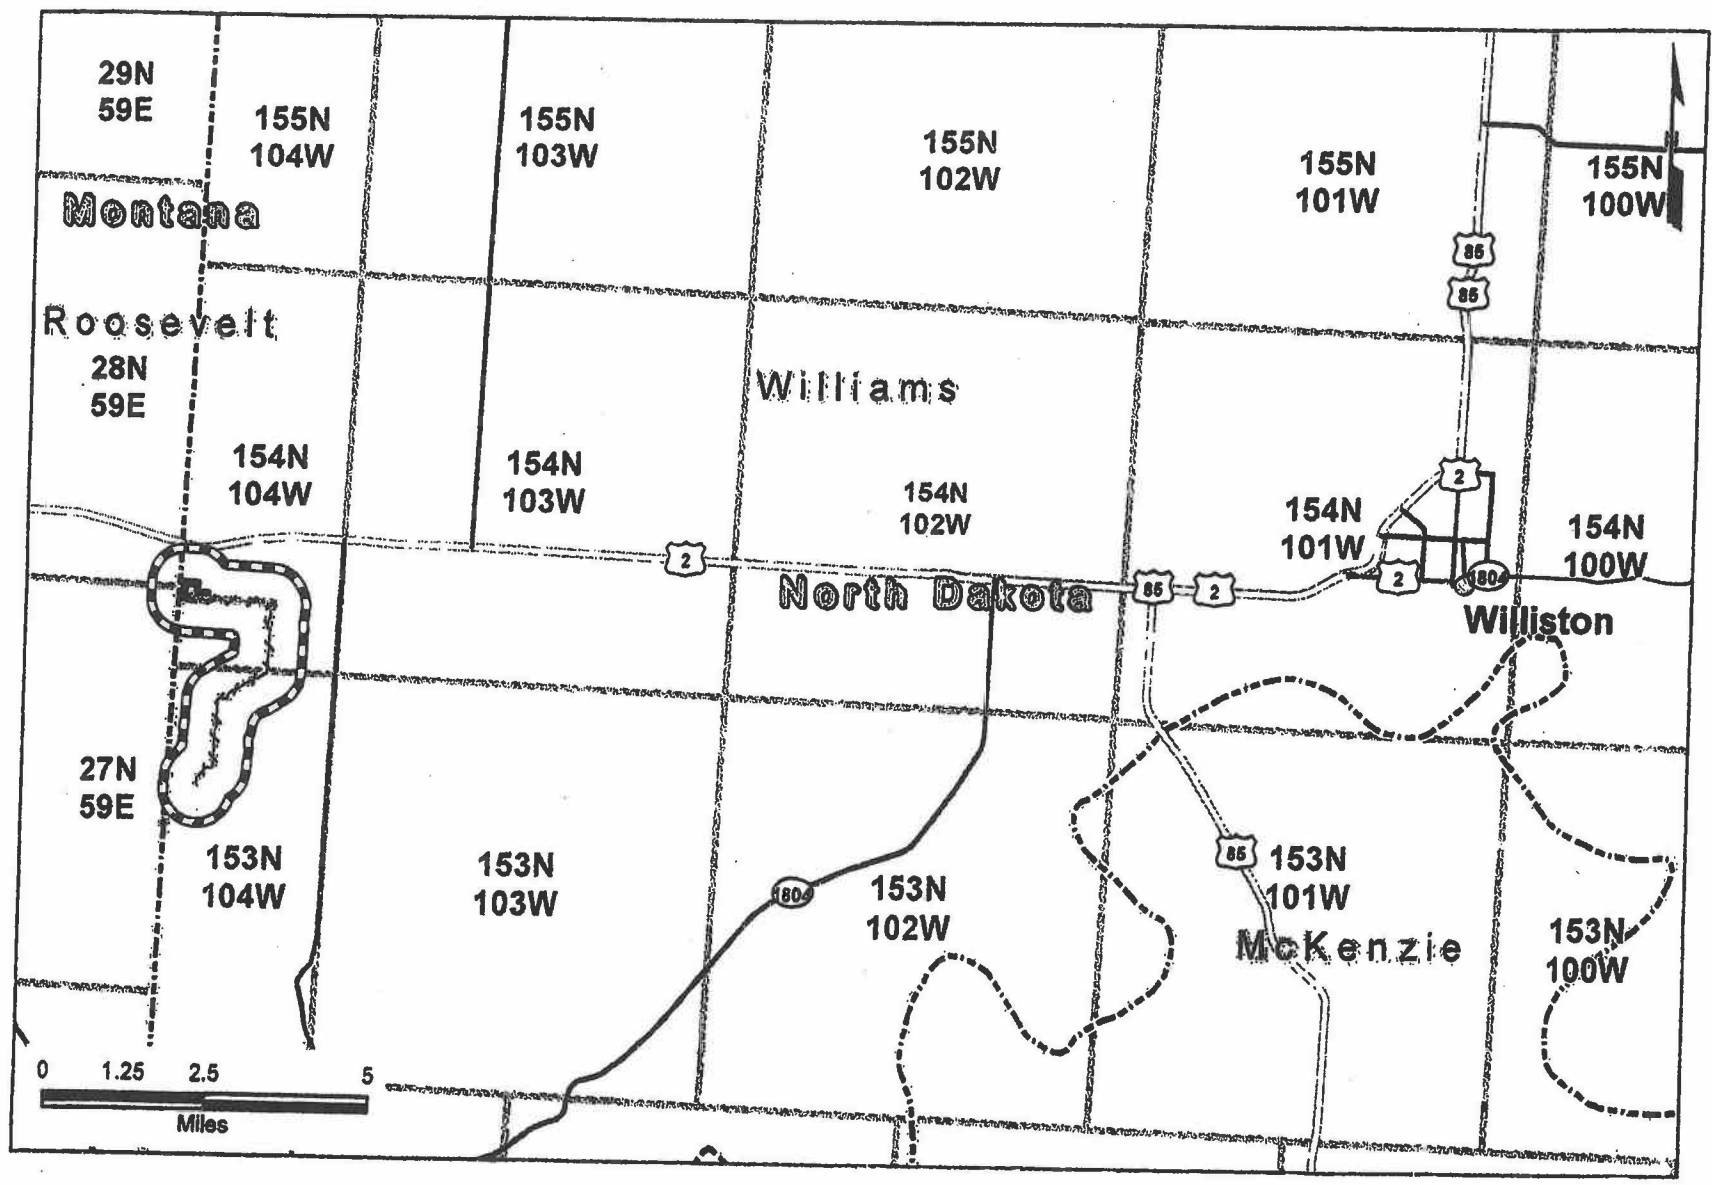 29N
59E
155N
104W
155N
103W
155N
102W
155N
101W
155N
100W
N
Montana
85
85
Roosevelt
28N
59E
Williams
154N
104W
154N
103W
154N
102W
2
154N
101W
154N
100W
2
North Dakota
85
2
2
1804
Williston
27N
59E
153N
104W
153N
103W
1804
153N
102W
85
153N
101W
McKenzie
153N
100W
0 1.25 2.5 5
Miles